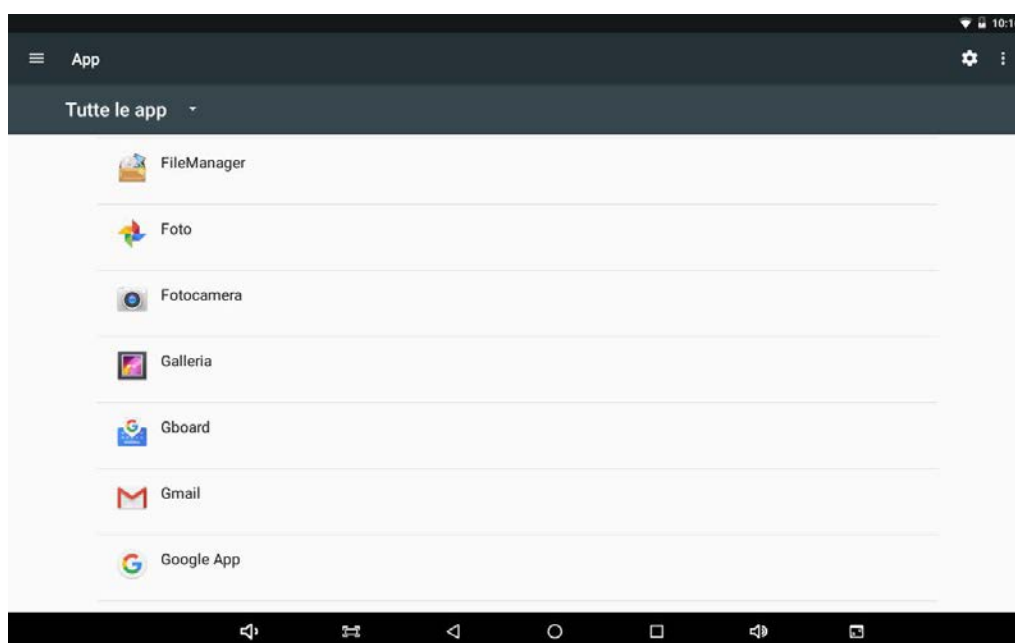 App
Tutte le app
FileManager
Foto
Fotocamera
Galleria
Gboard
Gmail
Google App